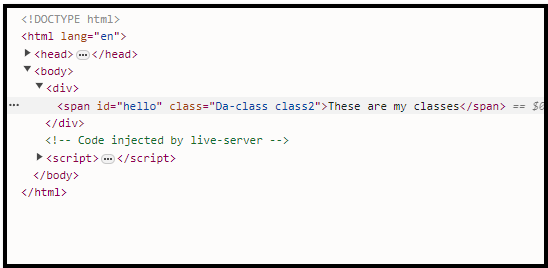 <!DOCTYPE html>
<html lang="en">
<head> ⋯ </head>
<body>
<div>
⋯ <span id="hello" class="Da-class class2">These are my classes</span> == $0
</div>
<!-- Code injected by live-server -->
<script> ⋯ </script>
</body>
</html>